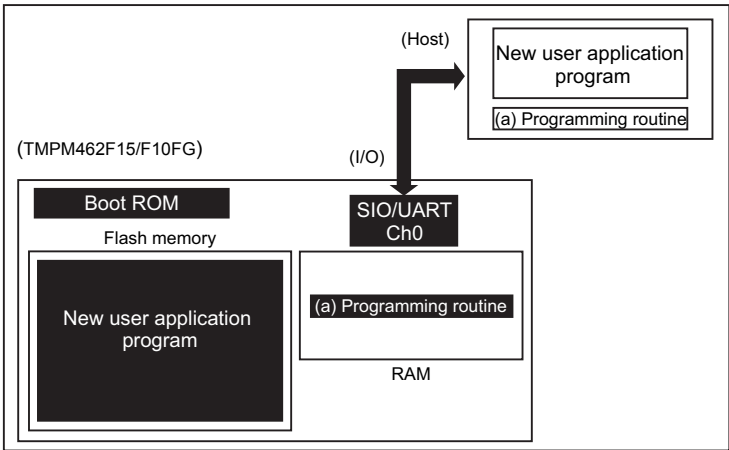 (Host)
New user application
program
(a) Programming routine
(TMPM462F15/F10FG)
(I/O)
Boot ROM
SIO/UART
Ch0
Flash memory
New user application
program
(a) Programming routine
RAM